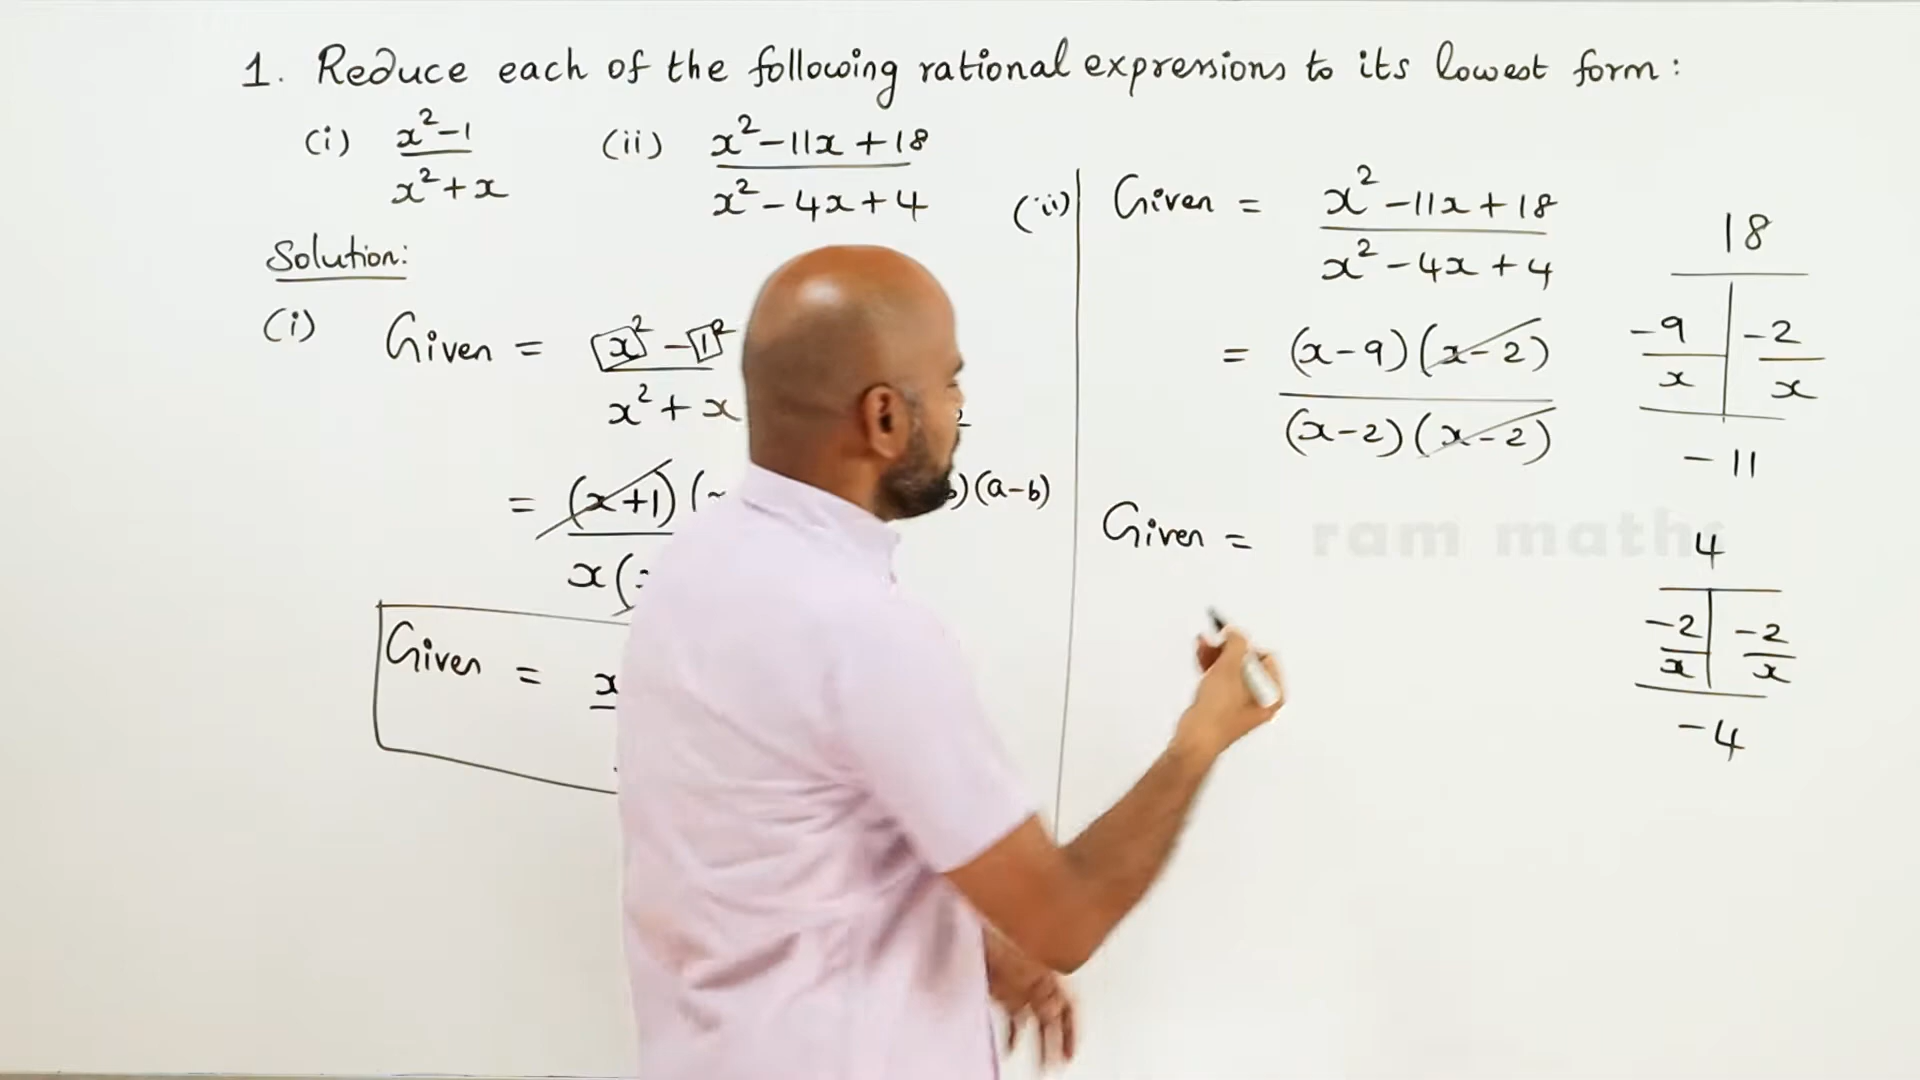 1. Reduce each of the following rational expressions to its lowest form :
(i) x²-1 / x²+x (ii) x²-11x+18 / x²-4x+4
Solution:
(i) Given = x² - 1² / x²+x
= (x+1)( / x(
)(a-b)
Given = x
(ii) Given = x²-11x+18 / x²-4x+4
= (x-9)(x-2) / (x-2)(x-2)
Given =
18
-9/x | -2/x
-11
4
-2/x | -2/x
-4
ram maths